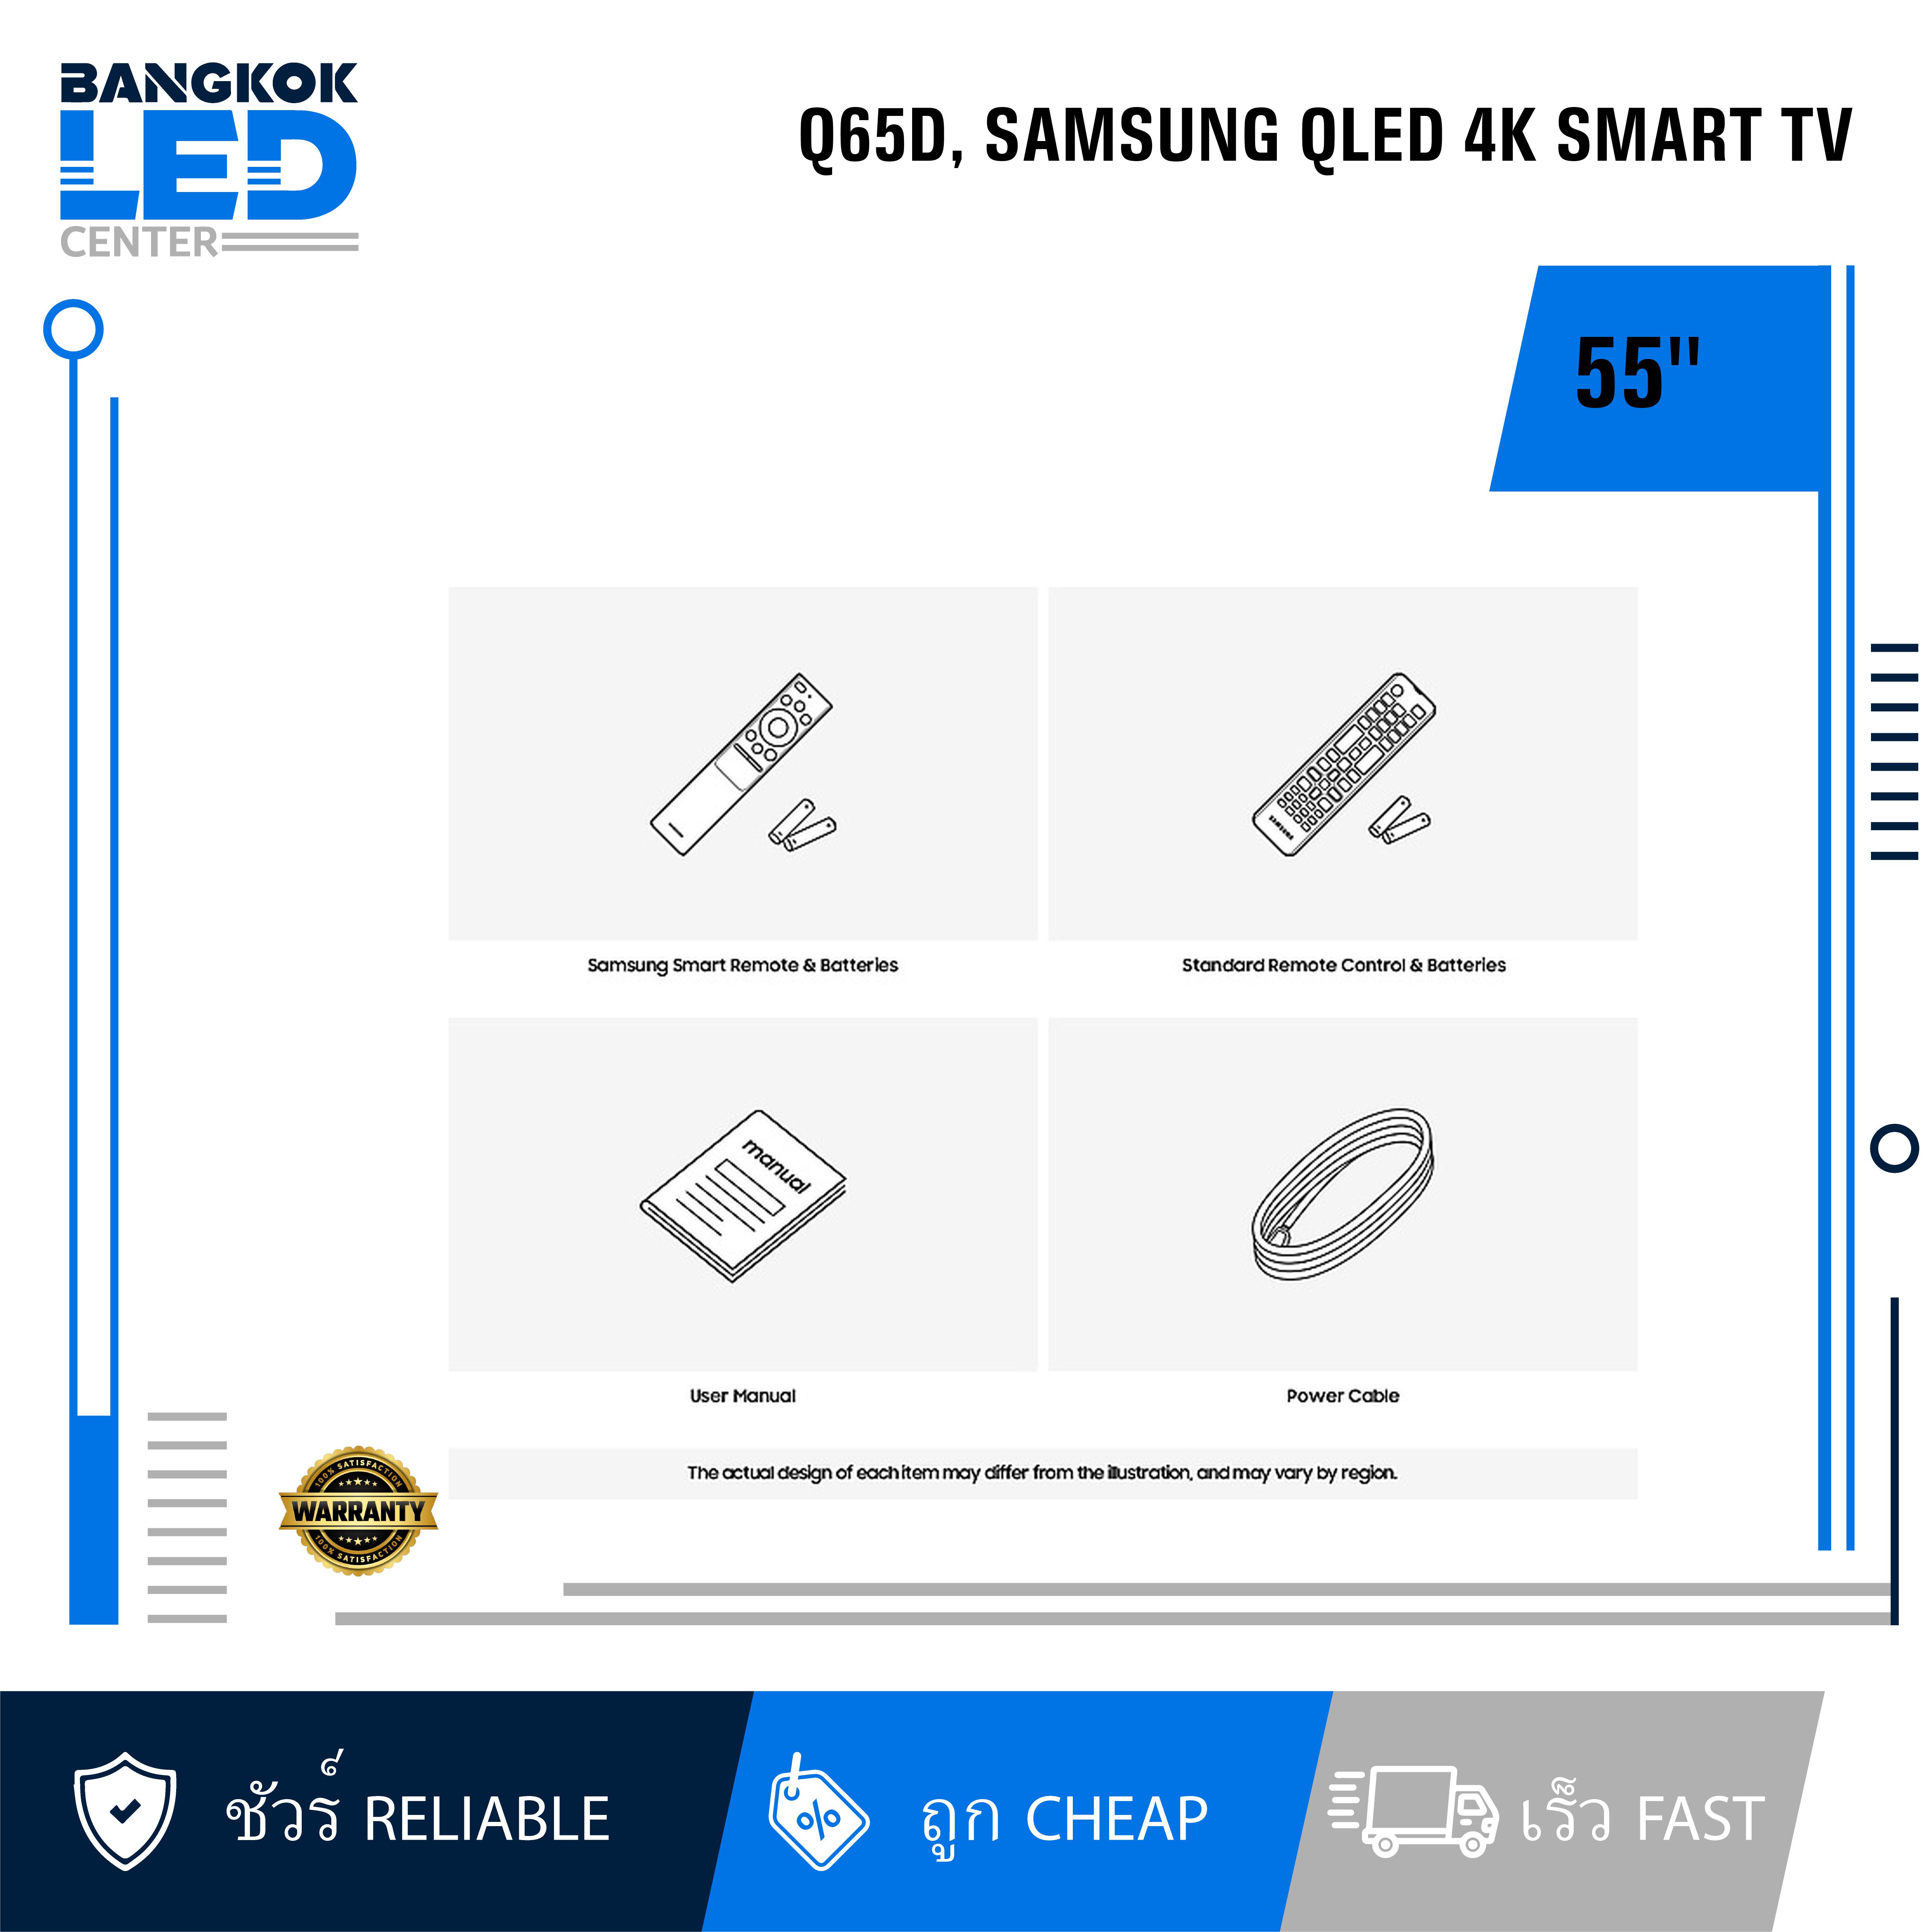 BANGKOK
LED
CENTER
Q65D, SAMSUNG QLED 4K SMART TV
55"
Samsung Smart Remote & Batteries
Standard Remote Control & Batteries
manual
User Manual
Power Cable
100% SATISFACTION
WARRANTY
100% SATISFACTION
The actual design of each item may differ from the illustration, and may vary by region.
ชัวร์ RELIABLE
%
ถูก CHEAP
เร็ว FAST